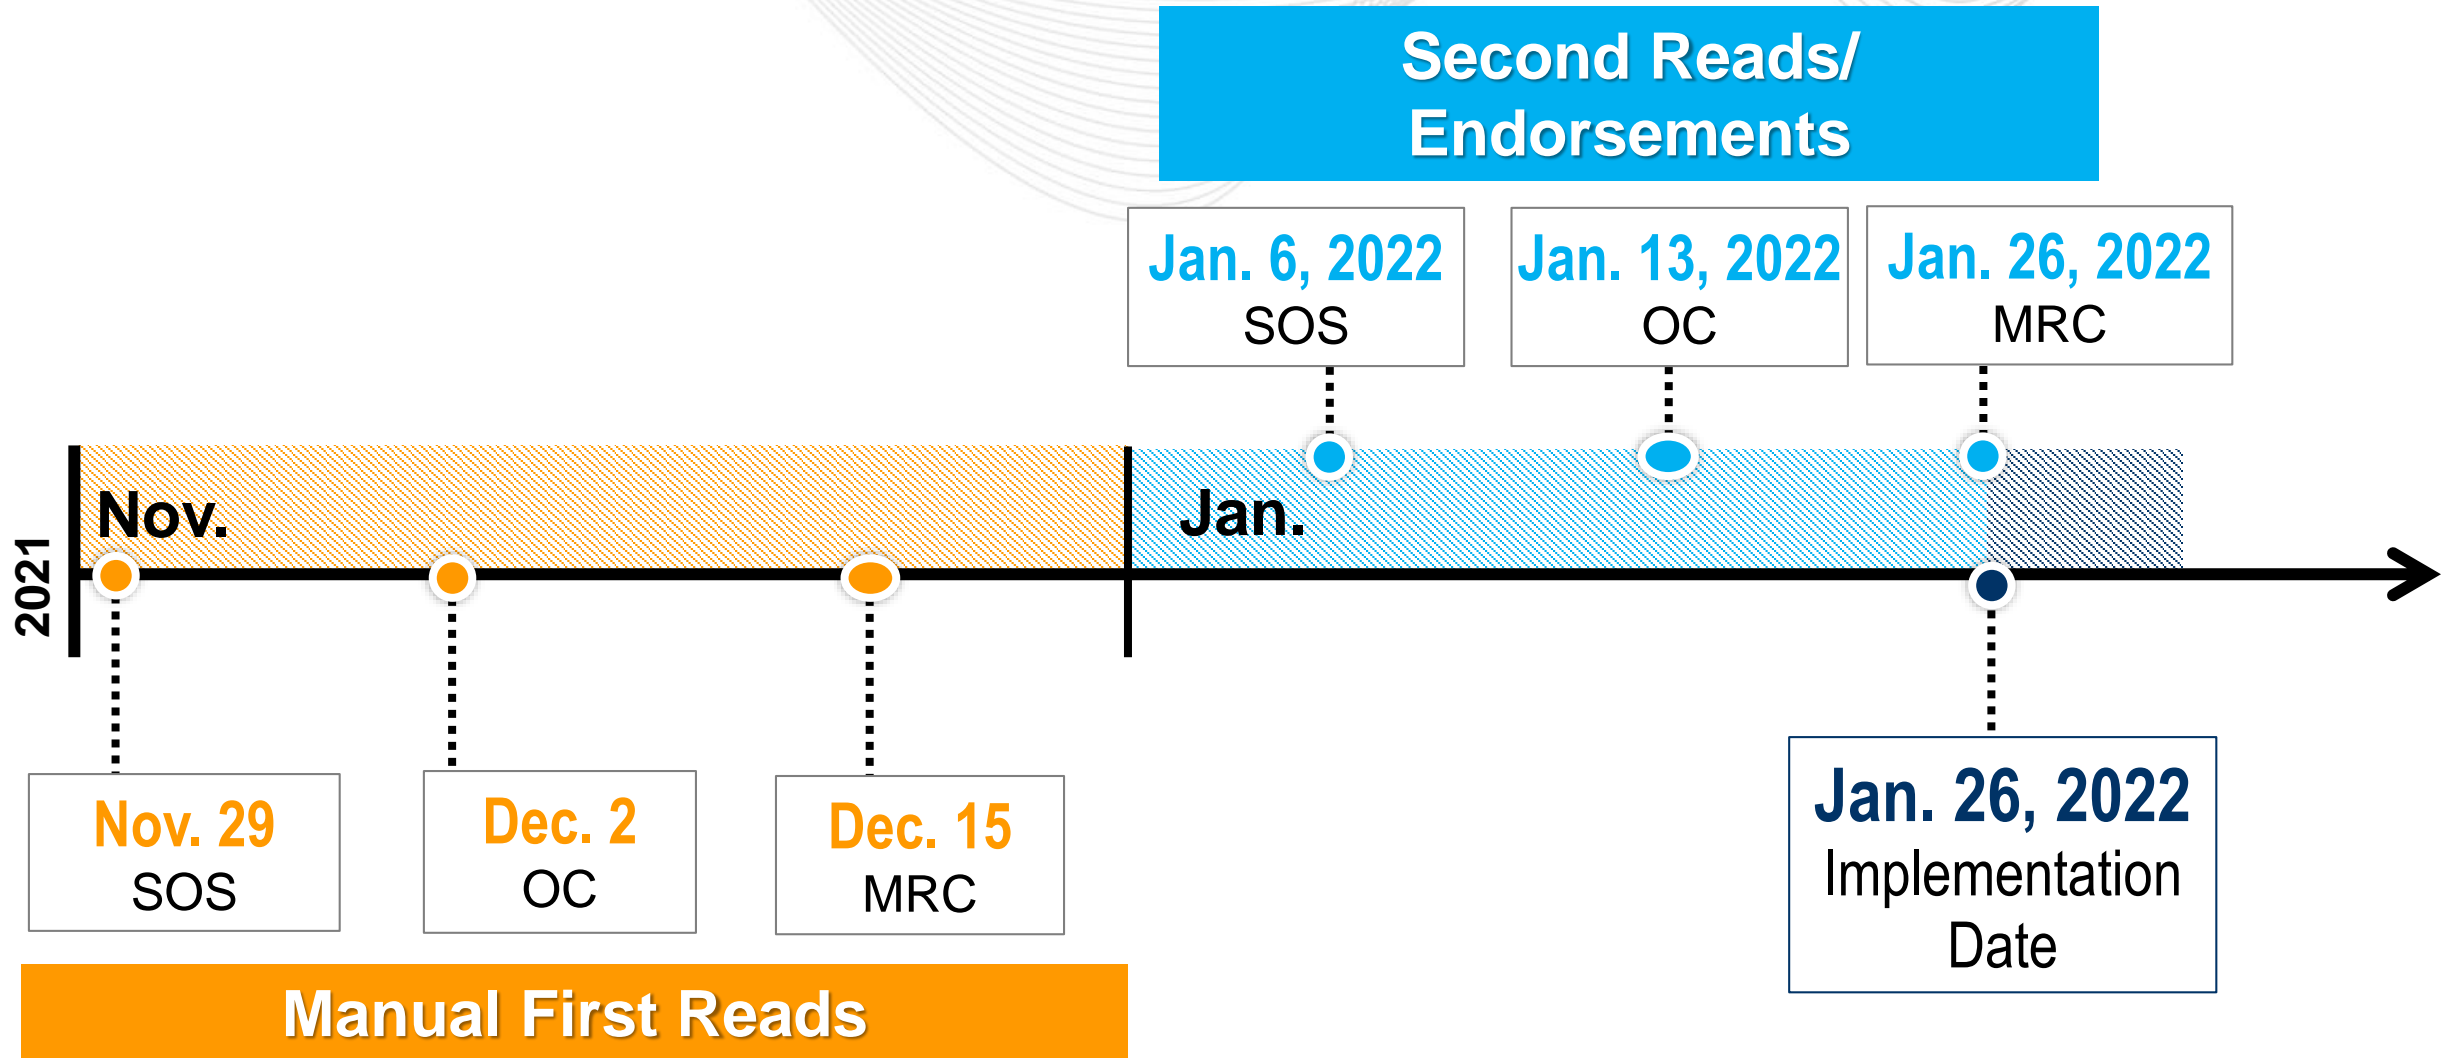 Second Reads/
Endorsements
Jan. 6, 2022
SOS
Jan. 13, 2022
OC
Jan. 26, 2022
MRC
2021
Nov.
Jan.
Nov. 29
SOS
Dec. 2
OC
Dec. 15
MRC
Jan. 26, 2022
Implementation
Date
Manual First Reads